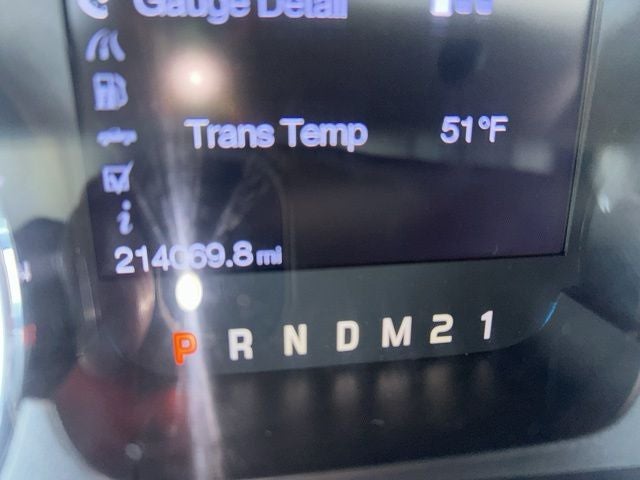 Gauge Detail
Trans Temp 51°F
214069.8 mi
P R N D M 2 1